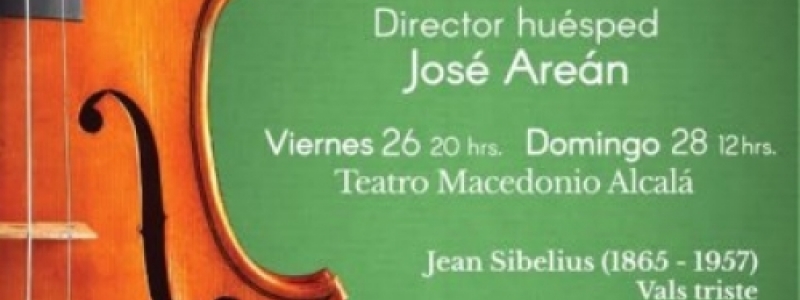 Director huésped
José Areán
Viernes 26 20 hrs. Domingo 28 12hrs.
Teatro Macedonio Alcalá
Jean Sibelius (1865 - 1957)
Vals triste